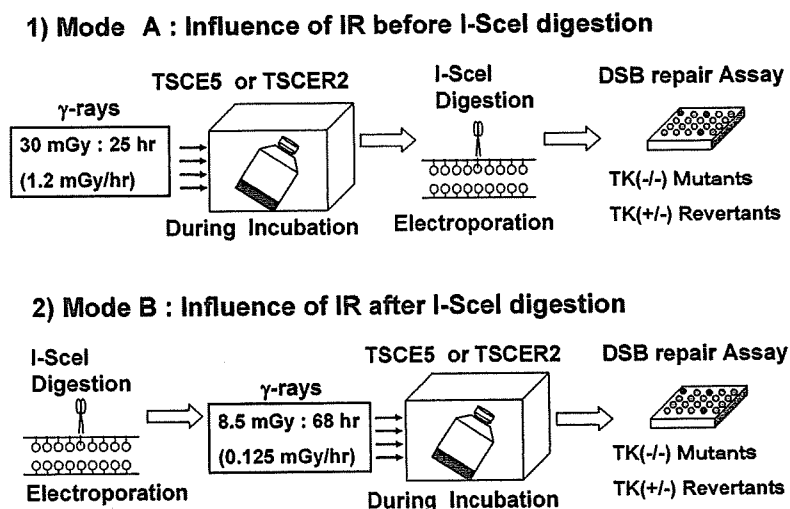 1) Mode A : Influence of IR before I-SceI digestion
TSCE5 or TSCER2
γ-rays
30 mGy : 25 hr
(1.2 mGy/hr)
During Incubation
I-SceI
Digestion
Electroporation
DSB repair Assay
TK(-/-) Mutants
TK(+/-) Revertants
2) Mode B : Influence of IR after I-SceI digestion
I-SceI
Digestion
Electroporation
γ-rays
8.5 mGy : 68 hr
(0.125 mGy/hr)
TSCE5 or TSCER2
During Incubation
DSB repair Assay
TK(-/-) Mutants
TK(+/-) Revertants